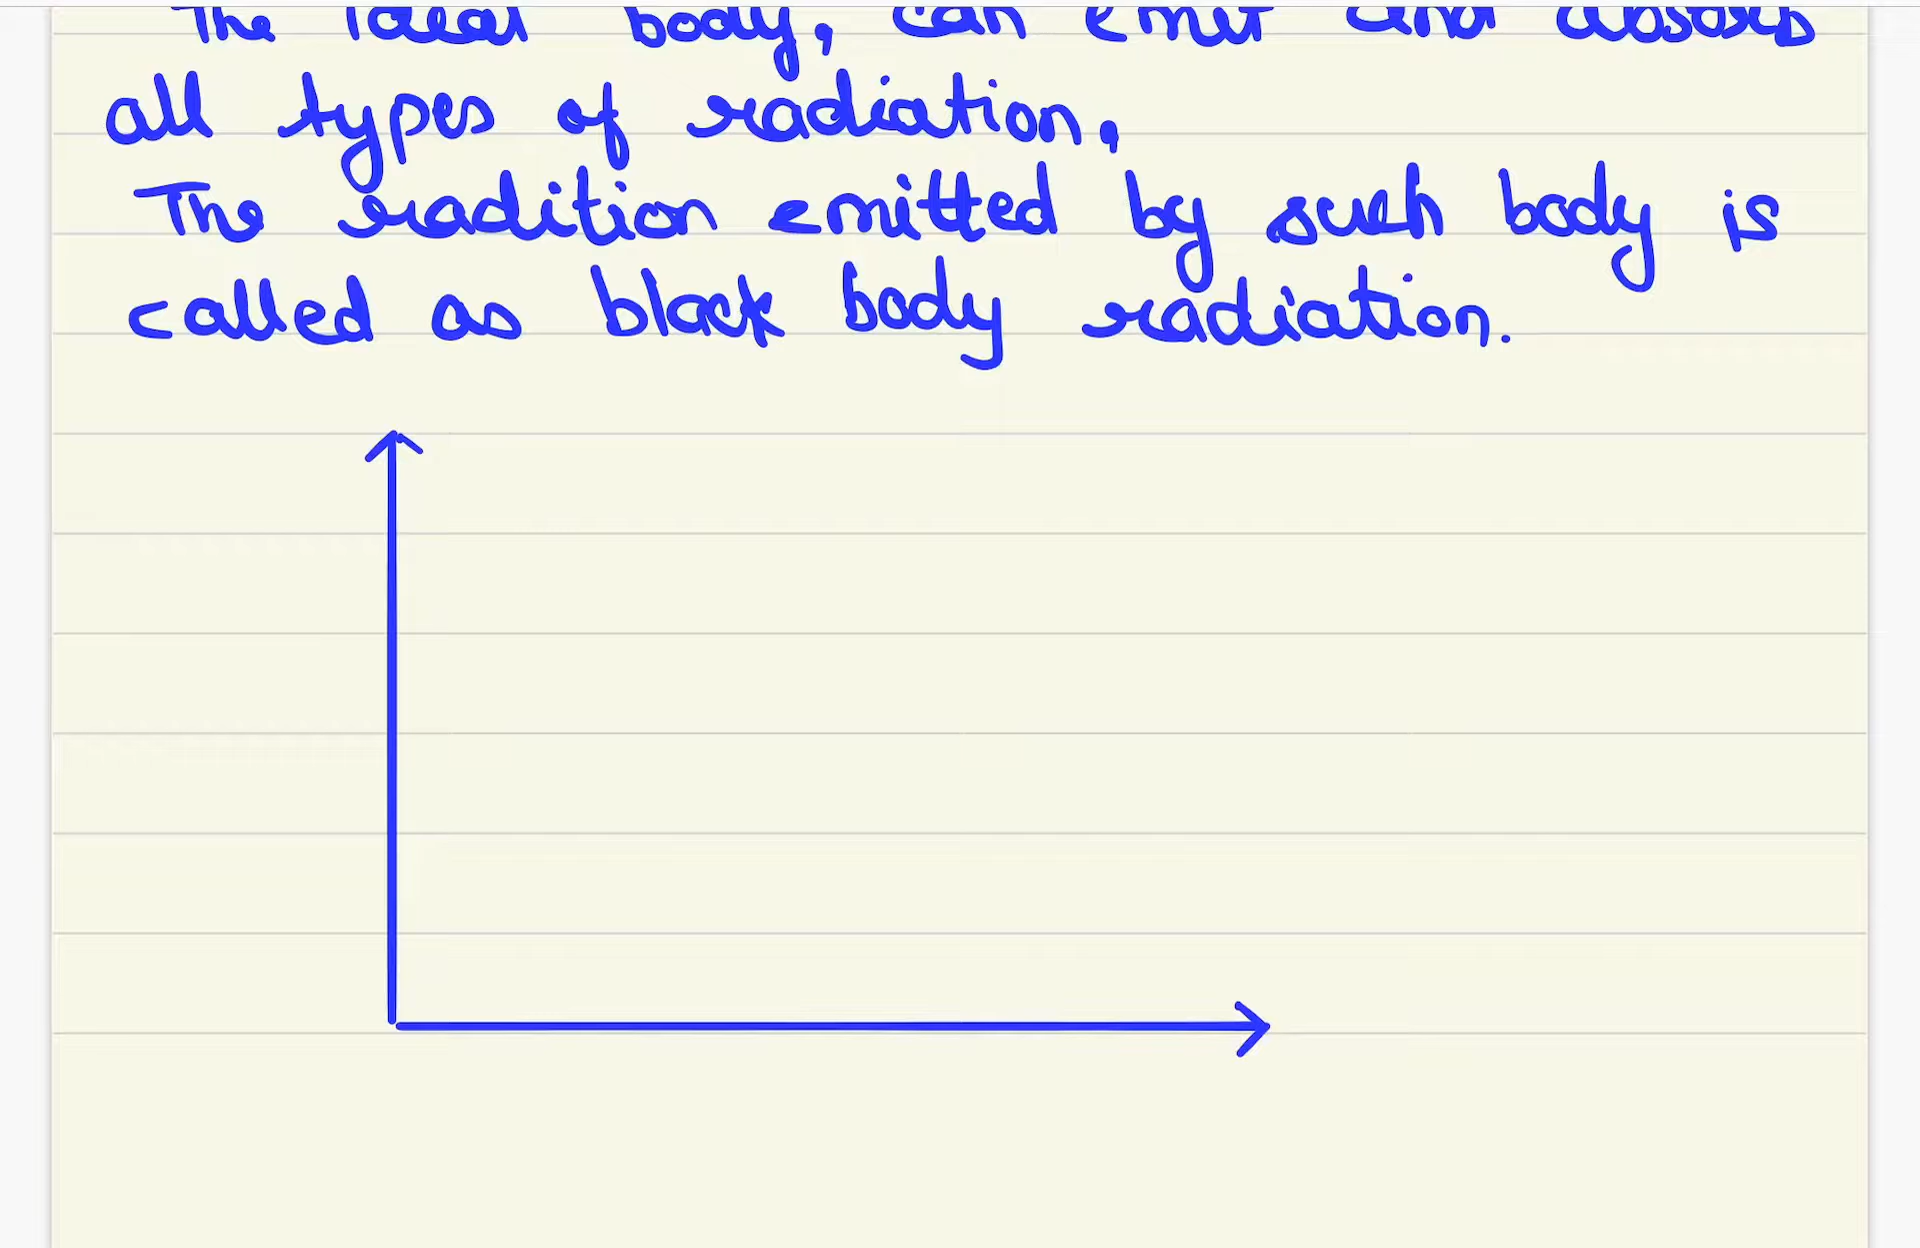 The Ideal body, can emit and absorb
all types of radiation,
The radition emitted by such body is
called as black body radiation.